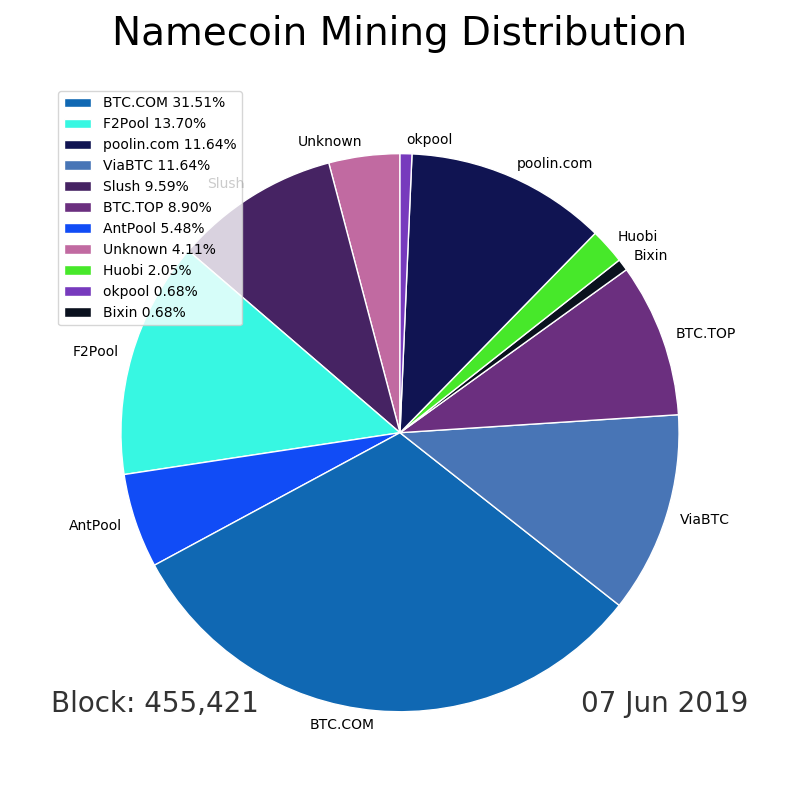 Namecoin Mining Distribution
BTC.COM 31.51%
F2Pool 13.70%
poolin.com 11.64%
ViaBTC 11.64%
Slush 9.59%
BTC.TOP 8.90%
AntPool 5.48%
Unknown 4.11%
Huobi 2.05%
okpool 0.68%
Bixin 0.68%
Unknown
okpool
poolin.com
Slush
Huobi
Bixin
BTC.TOP
F2Pool
ViaBTC
AntPool
BTC.COM
Block: 455,421
07 Jun 2019